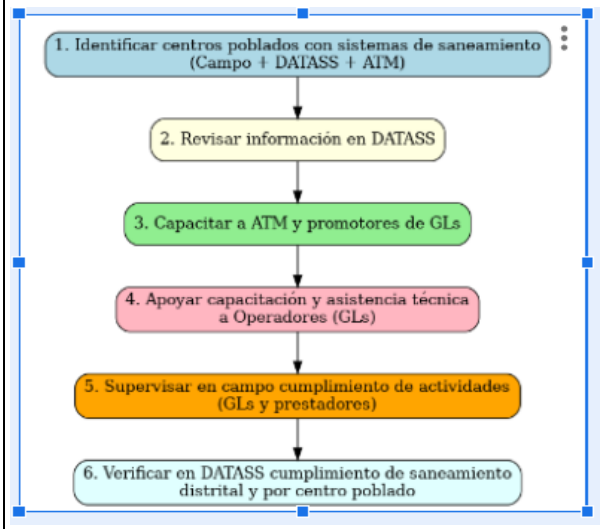 1. Identificar centros poblados con sistemas de saneamiento
(Campo + DATASS + ATM)
2. Revisar información en DATASS
3. Capacitar a ATM y promotores de GLs
4. Apoyar capacitación y asistencia técnica
a Operadores (GLs)
5. Supervisar en campo cumplimiento de actividades
(GLs y prestadores)
6. Verificar en DATASS cumplimiento de saneamiento
distrital y por centro poblado